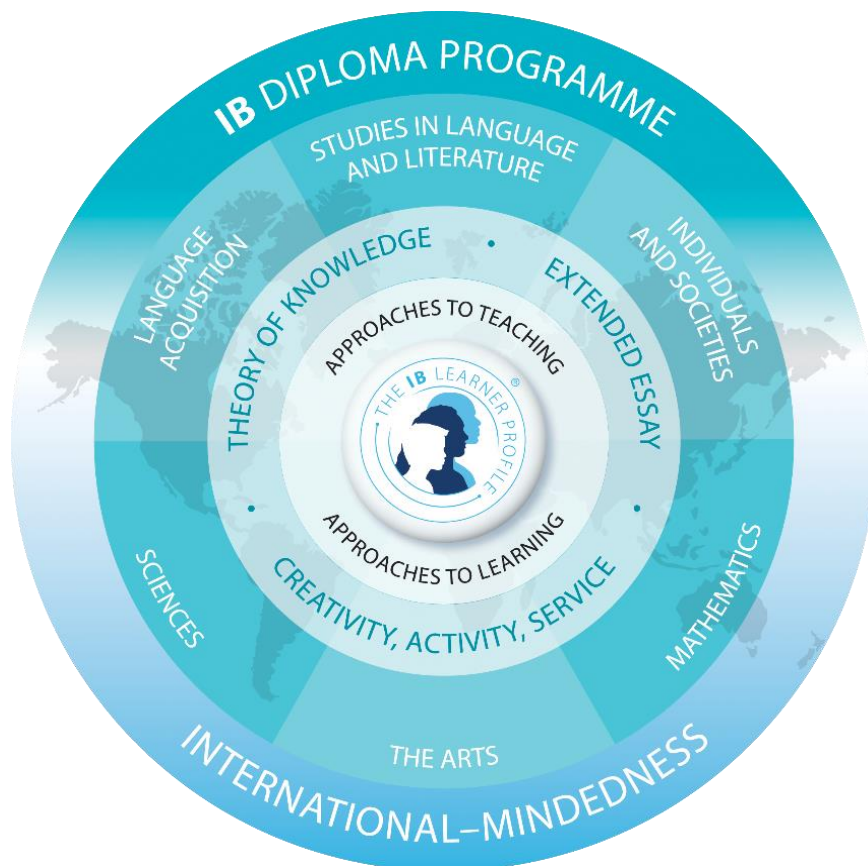 IB DIPLOMA PROGRAMME
STUDIES IN LANGUAGE
AND LITERATURE
LANGUAGE
ACQUISITION
INDIVIDUALS
AND SOCIETIES
THEORY OF KNOWLEDGE
•
EXTENDED ESSAY
APPROACHES TO TEACHING
THE IB LEARNER PROFILE
®
APPROACHES TO LEARNING
•
•
CREATIVITY, ACTIVITY, SERVICE
SCIENCES
MATHEMATICS
THE ARTS
INTERNATIONAL–MINDEDNESS